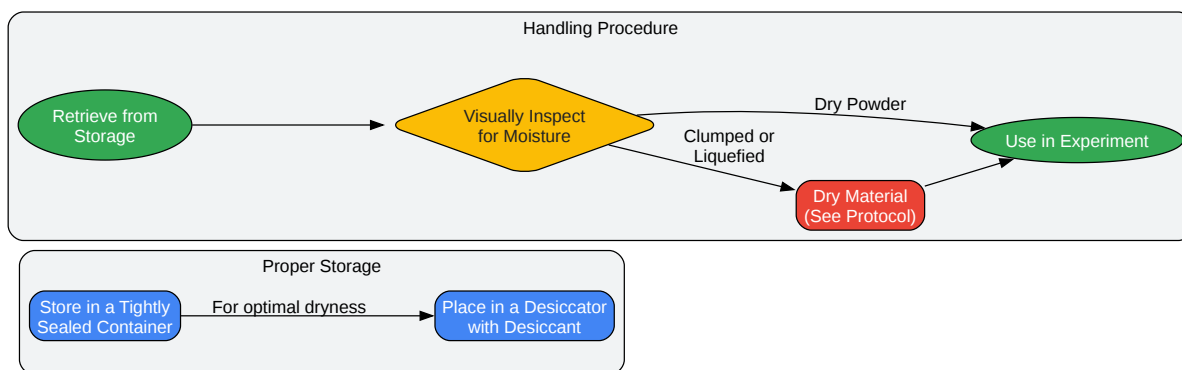 Handling Procedure
Retrieve from
Storage
Visually Inspect
for Moisture
Dry Powder
Clumped or
Liquefied
Use in Experiment
Dry Material
(See Protocol)
Proper Storage
Store in a Tightly
Sealed Container
For optimal dryness
Place in a Desiccator
with Desiccant